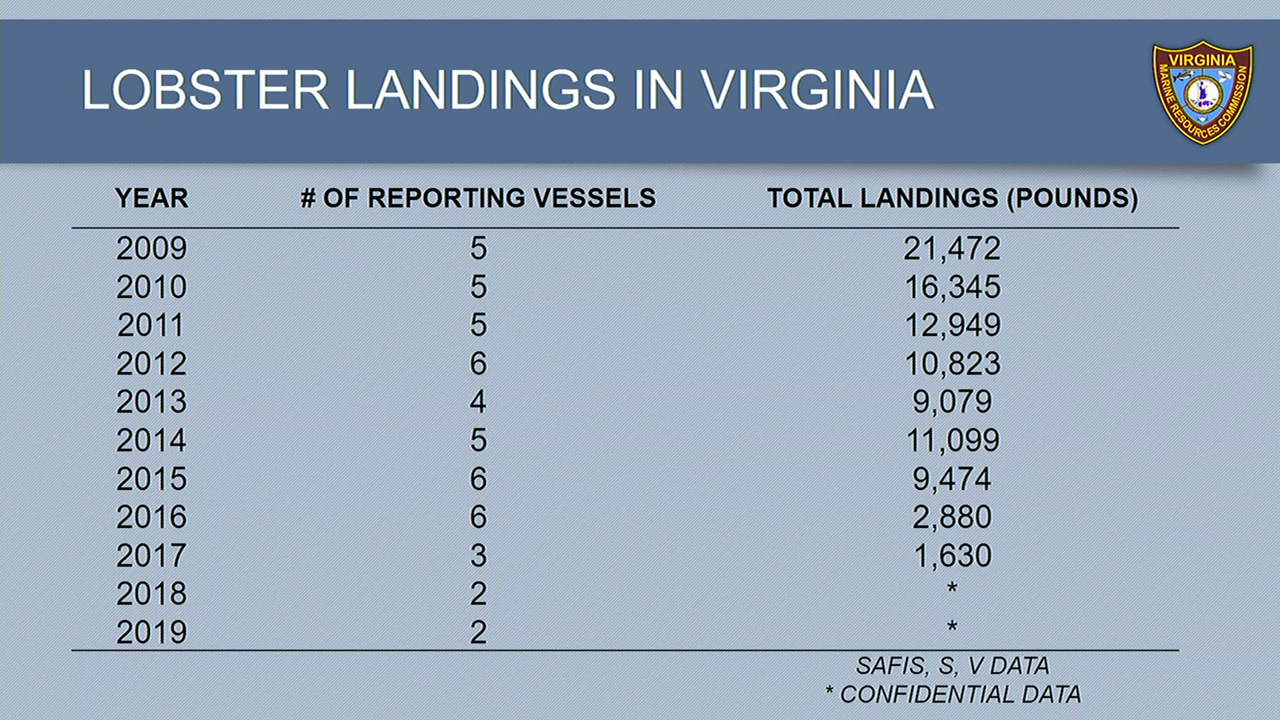 LOBSTER LANDINGS IN VIRGINIA
VIRGINIA
MARINE RESOURCES COMMISSION
YEAR # OF REPORTING VESSELS TOTAL LANDINGS (POUNDS)
2009 5 21,472
2010 5 16,345
2011 5 12,949
2012 6 10,823
2013 4 9,079
2014 5 11,099
2015 6 9,474
2016 6 2,880
2017 3 1,630
2018 2 *
2019 2 *
SAFIS, S, V DATA
* CONFIDENTIAL DATA